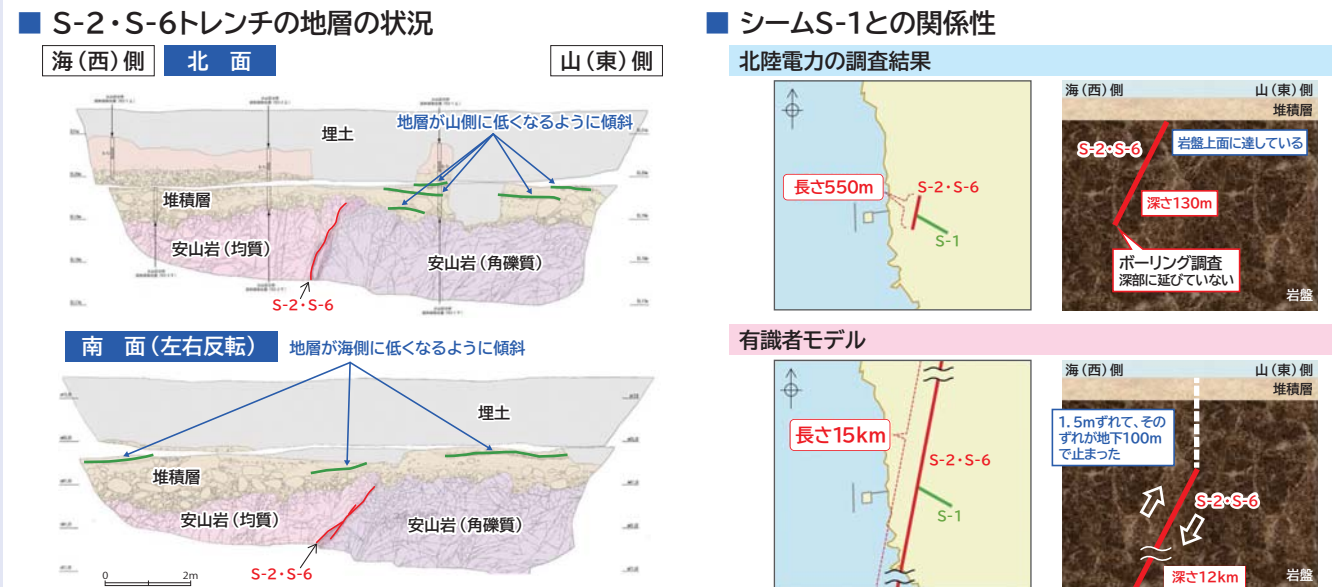 ■ S-2・S-6トレンチの地層の状況
海(西)側
北 面
山(東)側
埋土
地層が山側に低くなるように傾斜
堆積層
安山岩(均質)
安山岩(角礫質)
S-2・S-6
南 面(左右反転)
地層が海側に低くなるように傾斜
埋土
堆積層
安山岩(均質)
安山岩(角礫質)
S-2・S-6
0 2m
■ シームS-1との関係性
北陸電力の調査結果
長さ550m
S-2・S-6
S-1
海(西)側
山(東)側
堆積層
S-2・S-6
岩盤上面に達している
深さ130m
ボーリング調査
深部に延びていない
岩盤
有識者モデル
長さ15km
S-2・S-6
S-1
海(西)側
山(東)側
堆積層
1.5mずれて、その
ずれが地下100m
で止まった
S-2・S-6
深さ12km
岩盤